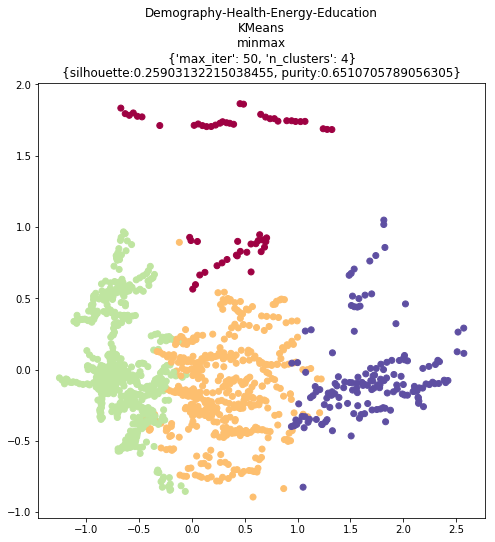 Demography-Health-Energy-Education
KMeans
minmax
{'max_iter': 50, 'n_clusters': 4}
{silhouette:0.25903132215038455, purity:0.6510705789056305}
2.0
1.5
1.0
0.5
0.0
−0.5
−1.0
−1.0 −0.5 0.0 0.5 1.0 1.5 2.0 2.5